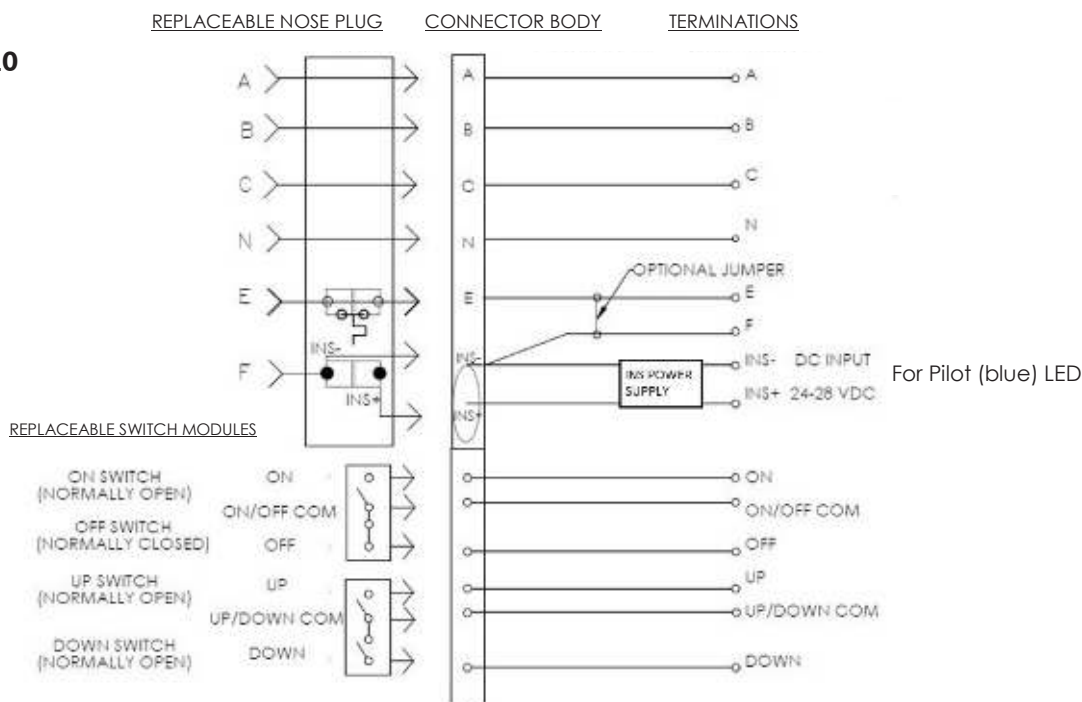 REPLACEABLE NOSE PLUG CONNECTOR BODY TERMINATIONS
0
A A A
B B B
C C C
N N N
OPTIONAL JUMPER
E E E
F
INS- INS- INS- DC INPUT
F INS POWER SUPPLY For Pilot (blue) LED
INS+ INS+ INS+ 24-28 VDC
REPLACEABLE SWITCH MODULES
ON SWITCH ON ON
(NORMALLY OPEN)
ON/OFF COM ON/OFF COM
OFF SWITCH
(NORMALLY CLOSED) OFF OFF
UP SWITCH UP UP
(NORMALLY OPEN)
UP/DOWN COM UP/DOWN COM
DOWN SWITCH DOWN DOWN
(NORMALLY OPEN)